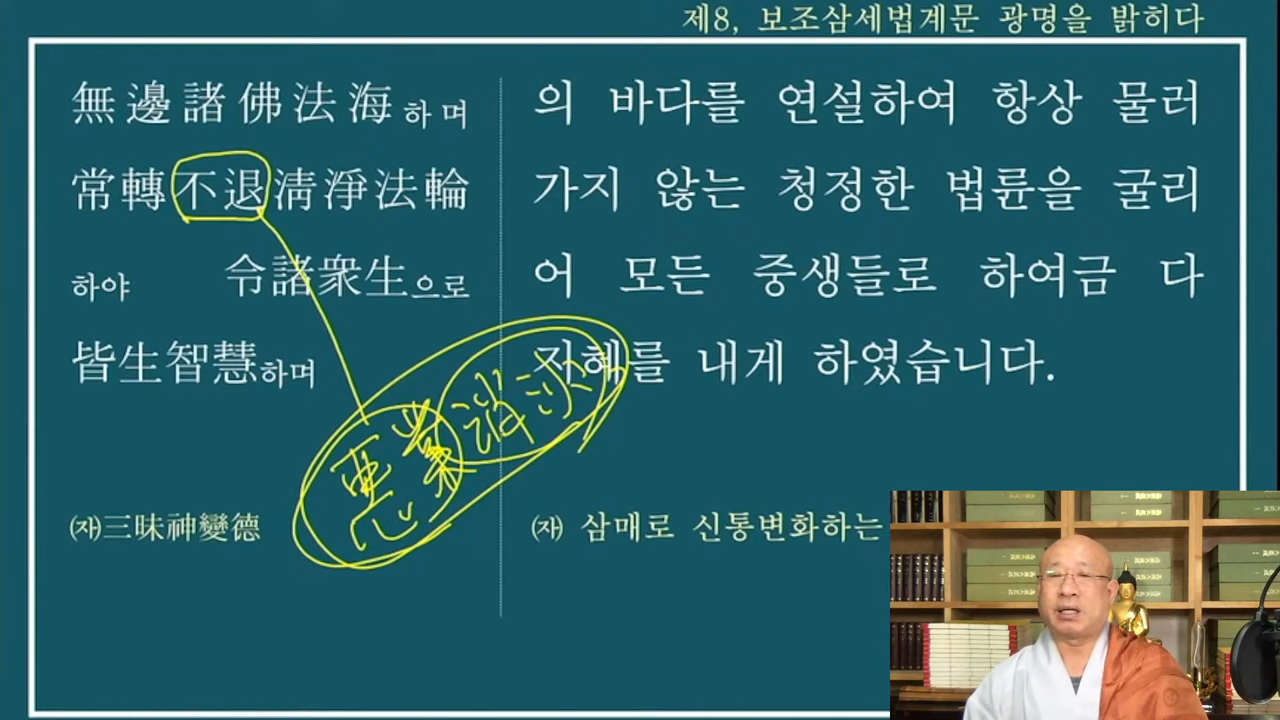 제8, 보조삼세법계문 광명을 밝히다
無邊諸佛法海하며
常轉不退淸淨法輪
하야 令諸衆生으로
皆生智慧하며
㉶三昧神變德
의 바다를 연설하여 항상 물러
가지 않는 청정한 법륜을 굴리
어 모든 중생들로 하여금 다
지혜를 내게 하였습니다.
㉶ 삼매로 신통변화하는
惡業